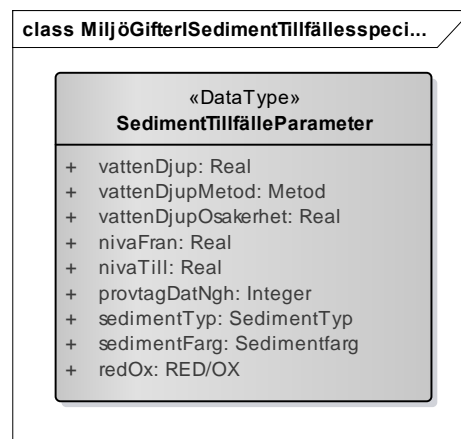 class MiljöGifterISedimentTillfällesspeci...
«DataType»
SedimentTillfälleParameter
+ vattenDjup: Real
+ vattenDjupMetod: Metod
+ vattenDjupOsakerhet: Real
+ nivaFran: Real
+ nivaTill: Real
+ provtagDatNgh: Integer
+ sedimentTyp: SedimentTyp
+ sedimentFarg: Sedimentfarg
+ redOx: RED/OX